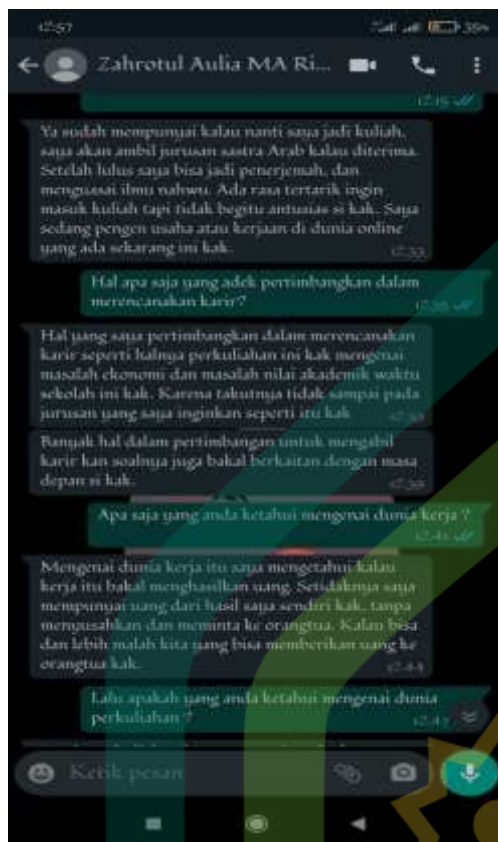 12:57
35%
Zahrotul Aulia MA Ri...
12.15
Ya sudah mempunyai kalau nanti saya jadi kuliah,
saya akan ambil jurusan sastra Arab kalau diterima.
Setelah lulus saya bisa jadi penerjemah, dan
menguasai ilmu nahwu. Ada rasa tertarik ingin
masuk kuliah tapi tidak begitu antusias si kak. Saya
sedang pengen usaha atau kerjaan di dunia online
yang ada sekarang ini kak.
12.33
Hal apa saja yang adek pertimbangkan dalam
merencanakan karir?
12.35
Hal yang saya pertimbangkan dalam merencanakan
karir seperti halnya perkuliahan ini kak mengenai
masalah ekonomi dan masalah nilai akademik waktu
sekolah ini kak. Karena takutnya tidak sampai pada
jurusan yang saya inginkan seperti itu kak
Banyak hal dalam pertimbangan untuk mengabil
karir kan soalnya juga bakal berkaitan dengan masa
depan si kak.
Apa saja yang anda ketahui mengenai dunia kerja ?
Mengenai dunia kerja itu saya mengetahui kalau
kerja itu bakal menghasilkan uang. Setidaknya saya
mempunyai uang dari hasil saya sendiri kak, tanpa
menyusahkan dan meminta ke orangtua. Kalau bisa
dan lebih malah kita yang bisa memberikan uang ke
orangtua kak.
12.44
Lalu apakah yang anda ketahui mengenai dunia
perkuliahan ?
Ketik pesan